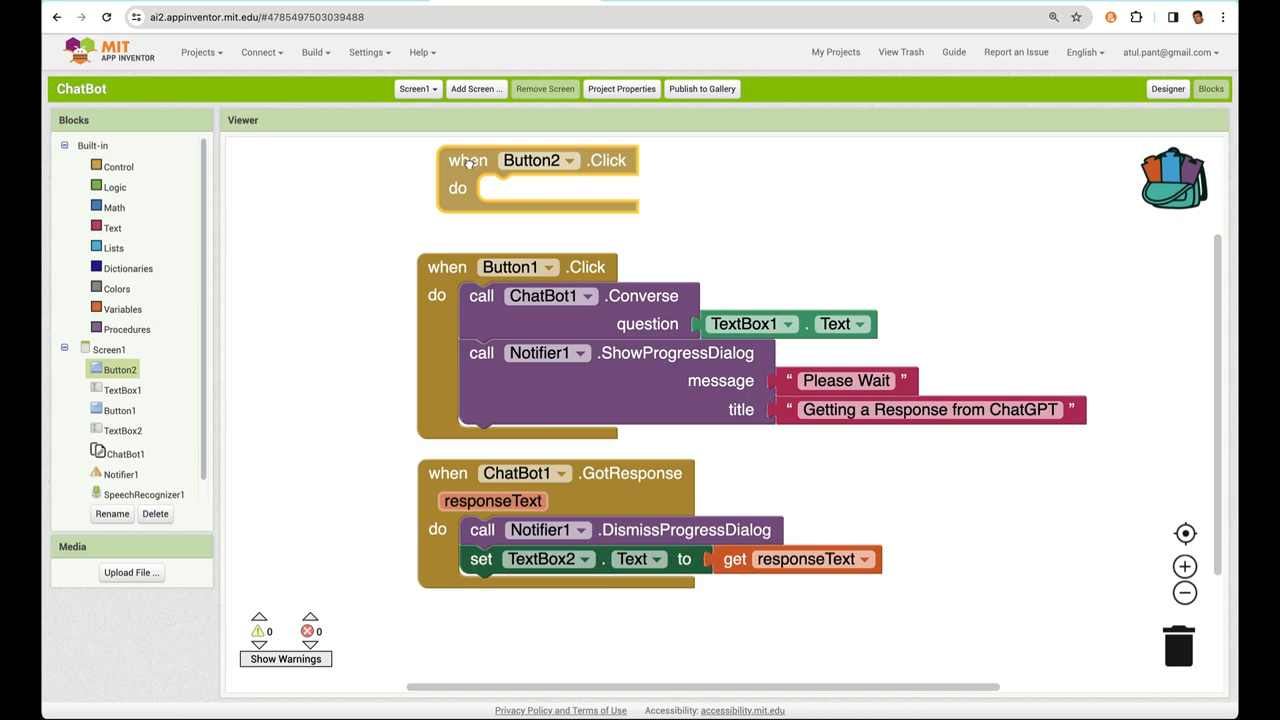 ai2.appinventor.mit.edu/#4785497503039488
MIT
APP INVENTOR
Projects
Connect
Build
Settings
Help
My Projects
View Trash
Guide
Report an Issue
English
atul.pant@gmail.com
ChatBot
Screen1
Add Screen ...
Remove Screen
Project Properties
Publish to Gallery
Designer
Blocks
Blocks
Viewer
Built-in
Control
Logic
Math
Text
Lists
Dictionaries
Colors
Variables
Procedures
Screen1
Button2
TextBox1
Button1
TextBox2
ChatBot1
Notifier1
SpeechRecognizer1
Rename
Delete
Media
Upload File ...
when Button2 .Click
do
when Button1 .Click
do call ChatBot1 .Converse
question TextBox1 . Text
call Notifier1 .ShowProgressDialog
message “ Please Wait ”
title “ Getting a Response from ChatGPT ”
when ChatBot1 .GotResponse
responseText
do call Notifier1 .DismissProgressDialog
set TextBox2 . Text to get responseText
0 0
Show Warnings
Privacy Policy and Terms of Use
Accessibility: accessibility.mit.edu